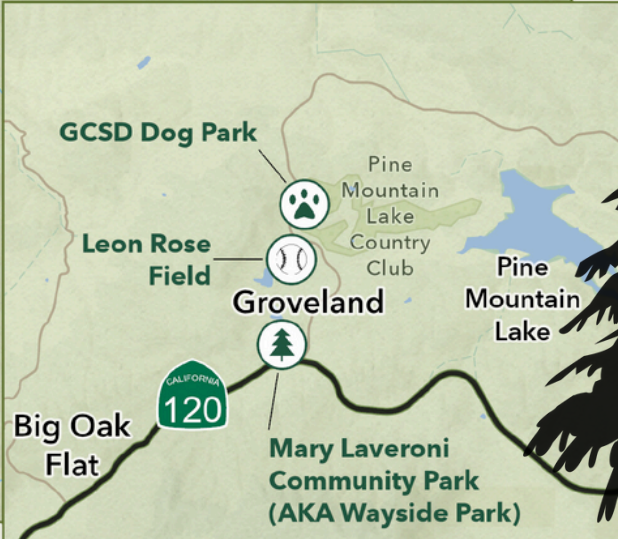 GCSD Dog Park
Pine
Mountain
Lake
Country
Club
Leon Rose
Field
Groveland
Pine
Mountain
Lake
CALIFORNIA
120
Big Oak
Flat
Mary Laveroni
Community Park
(AKA Wayside Park)